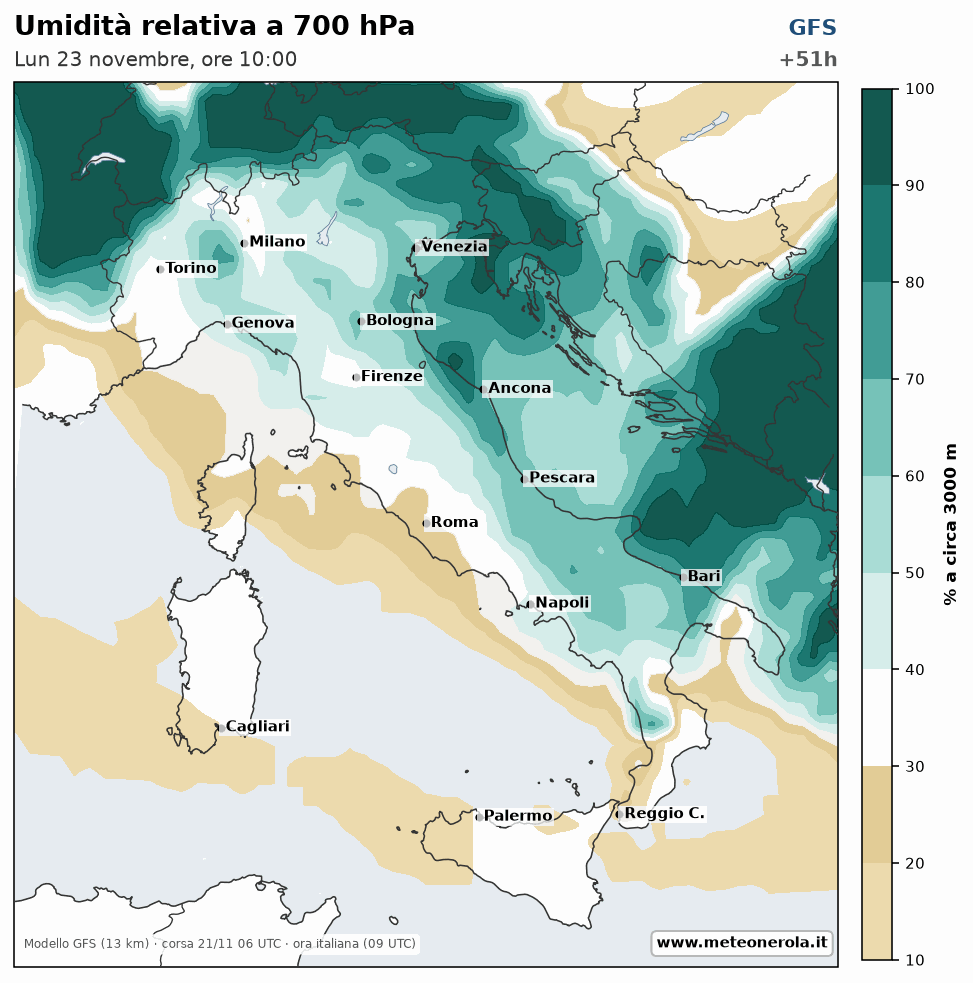 Umidità relativa a 700 hPa
GFS
Lun 23 novembre, ore 10:00
+51h
100
90
80
70
60
50
40
30
20
10
% a circa 3000 m
Milano
Venezia
Torino
Genova
Bologna
Firenze
Ancona
Pescara
Roma
Bari
Napoli
Cagliari
Palermo
Reggio C.
Modello GFS (13 km) · corsa 21/11 06 UTC · ora italiana (09 UTC)
www.meteonerola.it